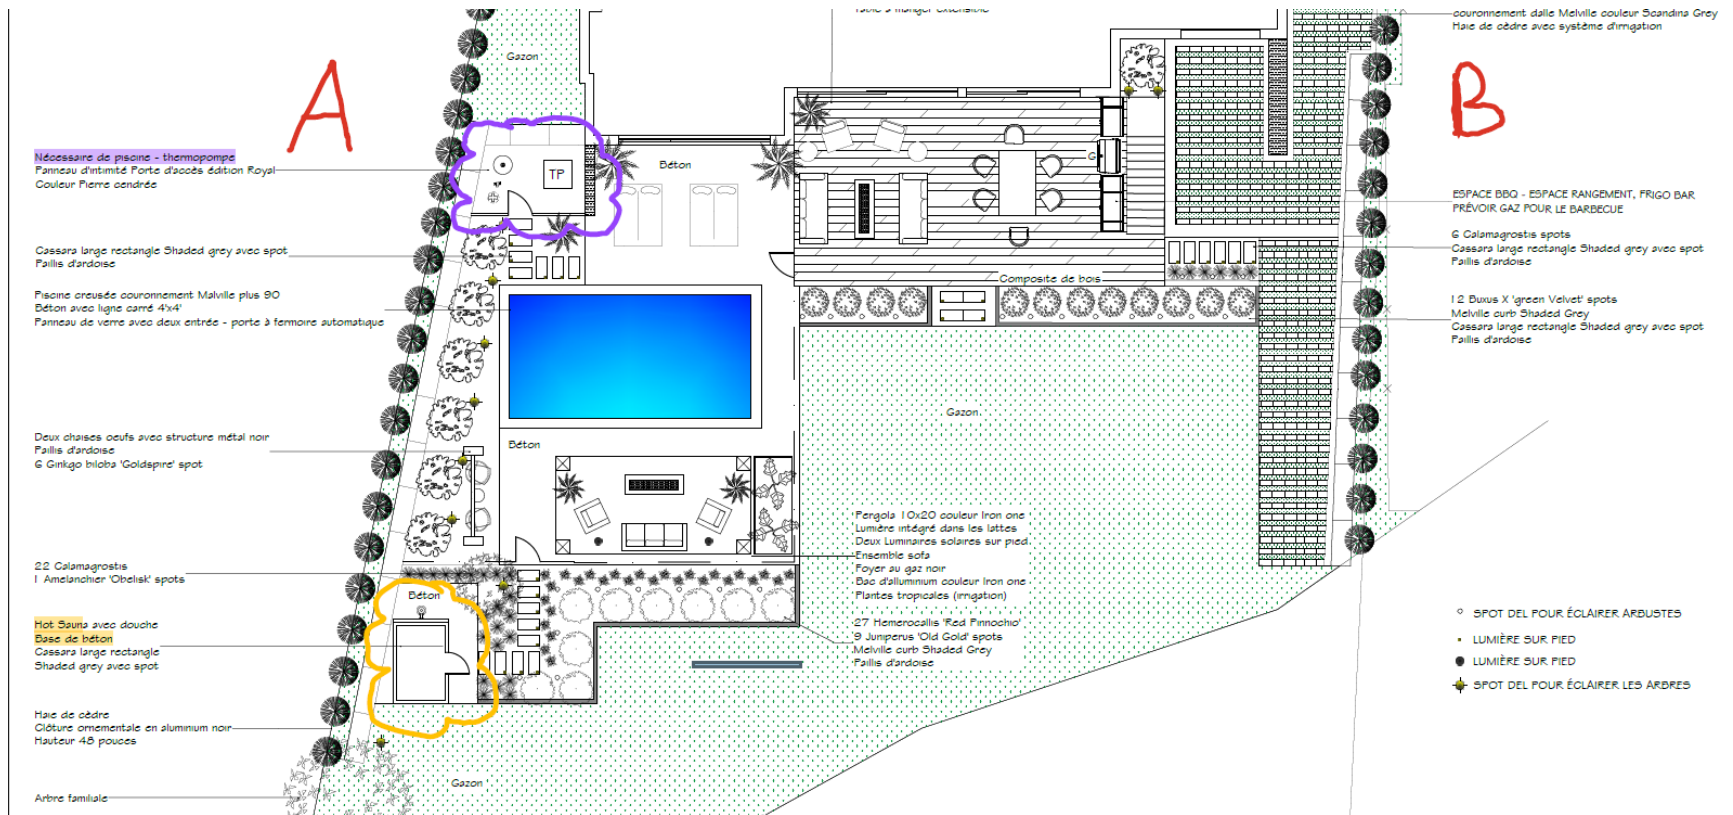 Table à manger extensible
couronnement dalle Melville couleur Scandina Grey
Haie de cèdre avec système d'irrigation
Gazon
A
B
Nécessaire de piscine - thermopompe
Panneau d'intimité Porte d'accès édition Royal
Couleur Pierre cendrée
TP
Béton
G
ESPACE BBQ - ESPACE RANGEMENT, FRIGO BAR
PRÉVOIR GAZ POUR LE BARBECUE
6 Calamagrostis spots
Cassara large rectangle Shaded grey avec spot
Paillis d'ardoise
Cassara large rectangle Shaded grey avec spot
Paillis d'ardoise
Composite de bois
Piscine creusée couronnement Malville plus 90
Béton avec ligne carré 4'x4'
Panneau de verre avec deux entrée - porte à fermoire automatique
12 Buxus X 'green Velvet' spots
Melville curb Shaded Grey
Cassara large rectangle Shaded grey avec spot
Paillis d'ardoise
Gazon
Deux chaises oeufs avec structure métal noir
Paillis d'ardoise
6 Ginkgo biloba 'Goldspire' spot
Béton
Pergola 10x20 couleur Iron one
Lumière intégré dans les lattes
Deux Luminaires solaires sur pied
Ensemble sofa
Foyer au gaz noir
Bac d'alluminium couleur Iron one
Plantes tropicales (irrigation)
22 Calamagrostis
1 Amelanchier 'Obelisk' spots
Béton
Hot Sauna avec douche
Base de béton
Cassara large rectangle
Shaded grey avec spot
27 Hemerocallis 'Red Pinnochio'
9 Juniperus 'Old Gold' spots
Melville curb Shaded Grey
Paillis d'ardoise
SPOT DEL POUR ÉCLAIRER ARBUSTES
LUMIÈRE SUR PIED
LUMIÈRE SUR PIED
SPOT DEL POUR ÉCLAIRER LES ARBRES
Haie de cèdre
Clôture ornementale en aluminium noir
Hauteur 48 pouces
Gazon
Arbre familiale